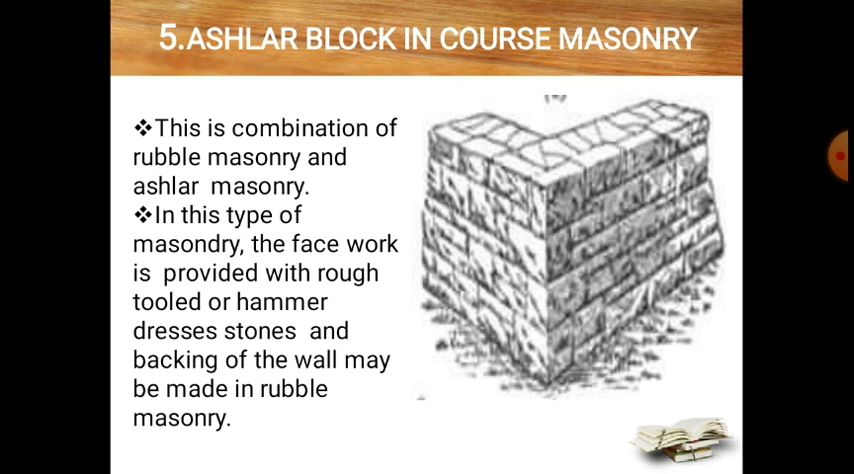 5.ASHLAR BLOCK IN COURSE MASONRY
❖This is combination of
rubble masonry and
ashlar masonry.
❖In this type of
masondry, the face work
is provided with rough
tooled or hammer
dresses stones and
backing of the wall may
be made in rubble
masonry.